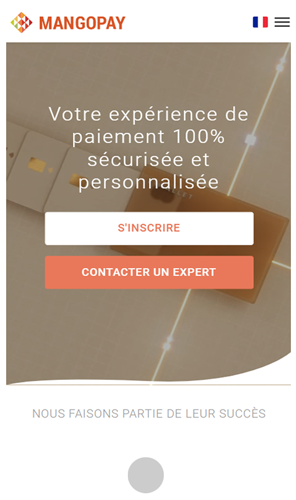 MANGOPAY
Votre expérience de
paiement 100%
sécurisée et
personnalisée
S'INSCRIRE
CONTACTER UN EXPERT
NOUS FAISONS PARTIE DE LEUR SUCCÈS